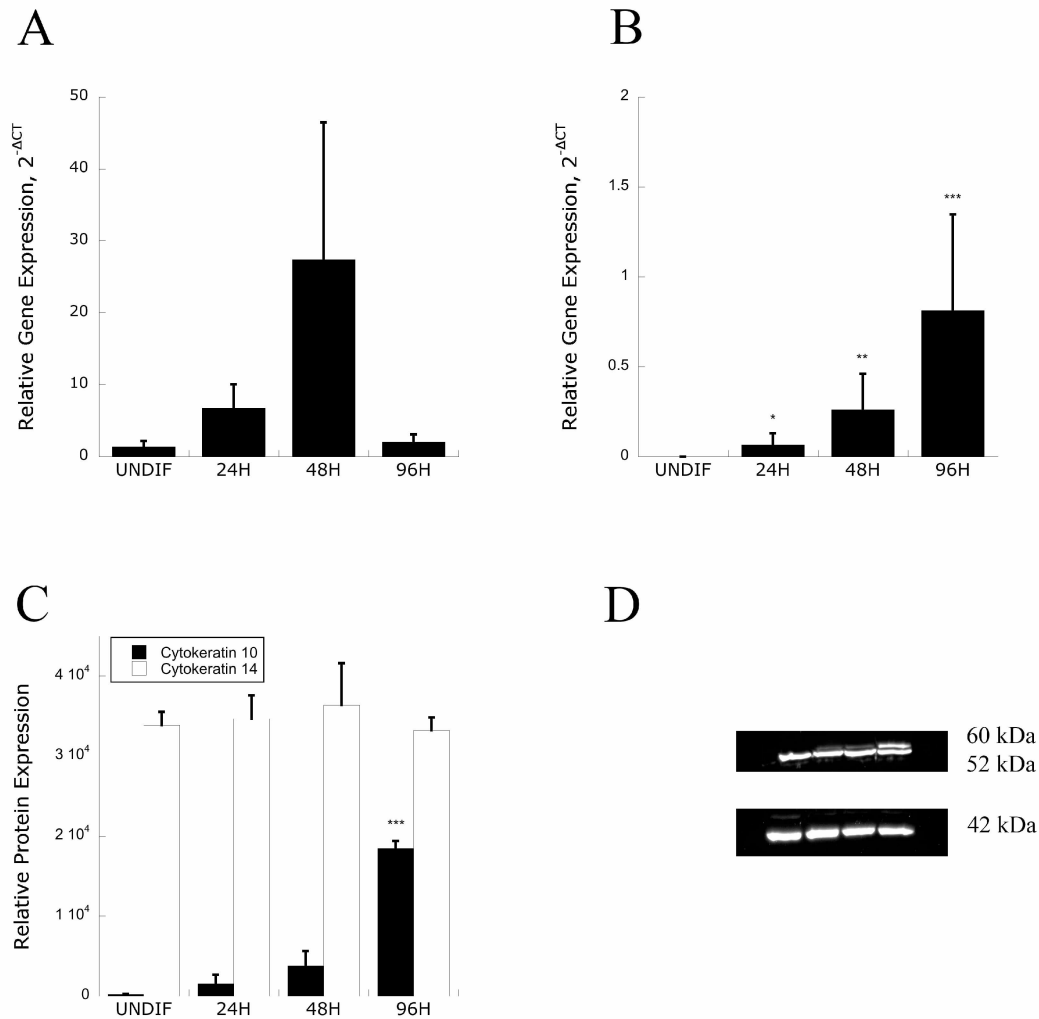 A
Relative Gene Expression, 2^-ΔCT
50
40
30
20
10
0
UNDIF 24H 48H 96H
B
Relative Gene Expression, 2^-ΔCT
2
1.5
1
0.5
0
***
**
*
UNDIF 24H 48H 96H
C
Relative Protein Expression
Cytokeratin 10
Cytokeratin 14
4 10^4
3 10^4
2 10^4
1 10^4
0
***
UNDIF 24H 48H 96H
D
60 kDa
52 kDa
42 kDa